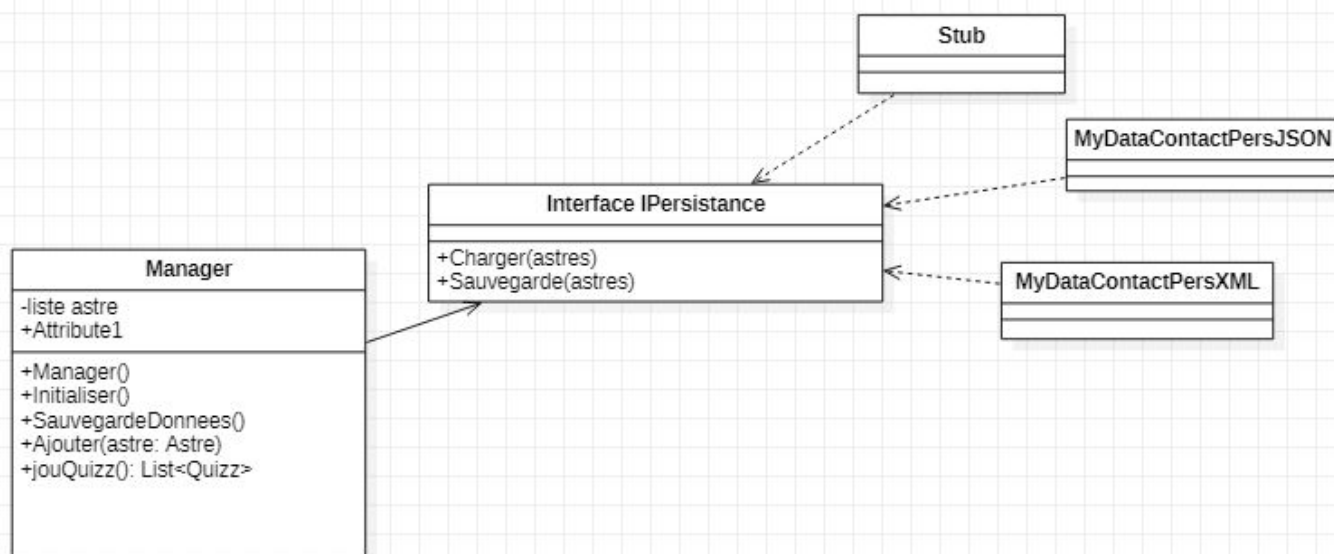 Stub
MyDataContactPersJSON
Interface IPersistance
+Charger(astres)
+Sauvegarde(astres)
MyDataContactPersXML
Manager
-liste astre
+Attribute1
+Manager()
+Initialiser()
+SauvegardeDonnees()
+Ajouter(astre: Astre)
+jouQuizz(): List<Quizz>